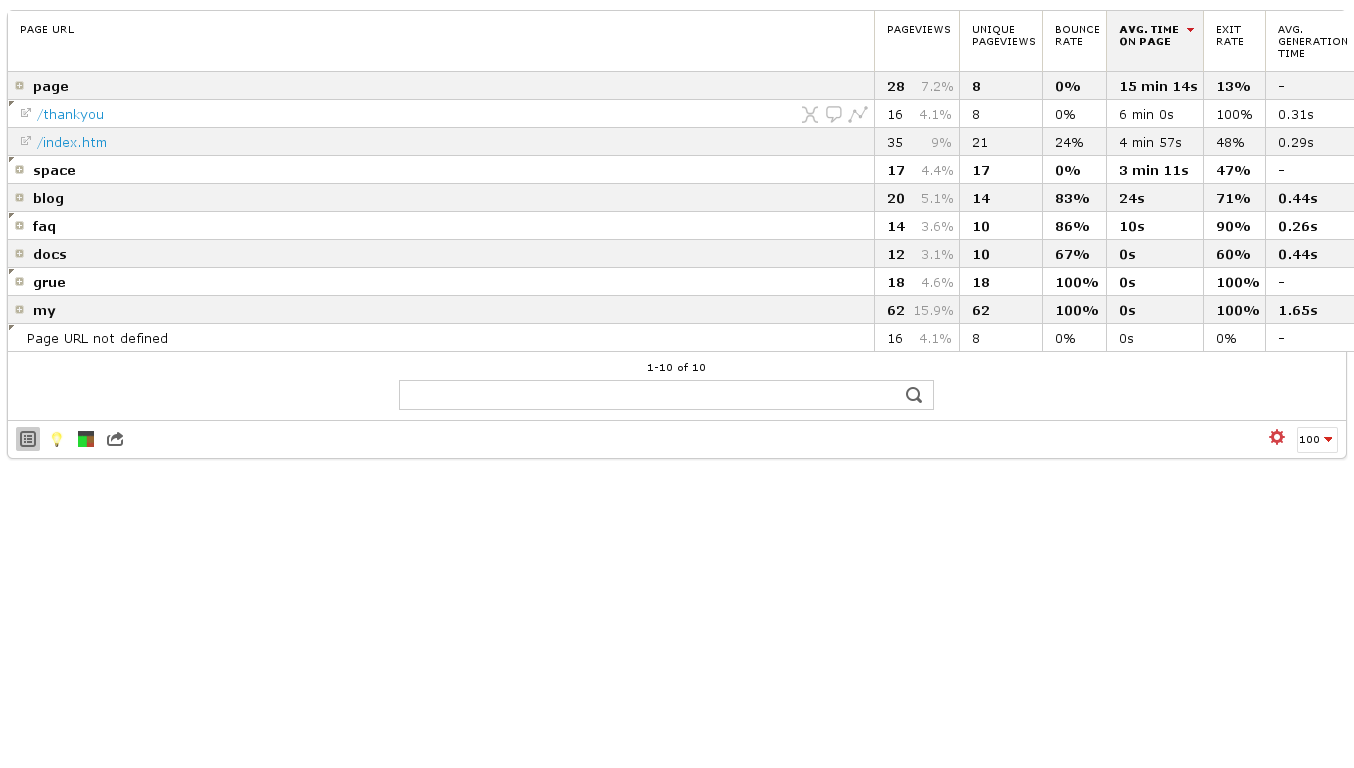 PAGE URL PAGEVIEWS UNIQUE PAGEVIEWS BOUNCE RATE AVG. TIME ON PAGE EXIT RATE AVG. GENERATION TIME
page 28 7.2% 8 0% 15 min 14s 13% -
/thankyou 16 4.1% 8 0% 6 min 0s 100% 0.31s
/index.htm 35 9% 21 24% 4 min 57s 48% 0.29s
space 17 4.4% 17 0% 3 min 11s 47% -
blog 20 5.1% 14 83% 24s 71% 0.44s
faq 14 3.6% 10 86% 10s 90% 0.26s
docs 12 3.1% 10 67% 0s 60% 0.44s
grue 18 4.6% 18 100% 0s 100% -
my 62 15.9% 62 100% 0s 100% 1.65s
Page URL not defined 16 4.1% 8 0% 0s 0% -
1-10 of 10
100